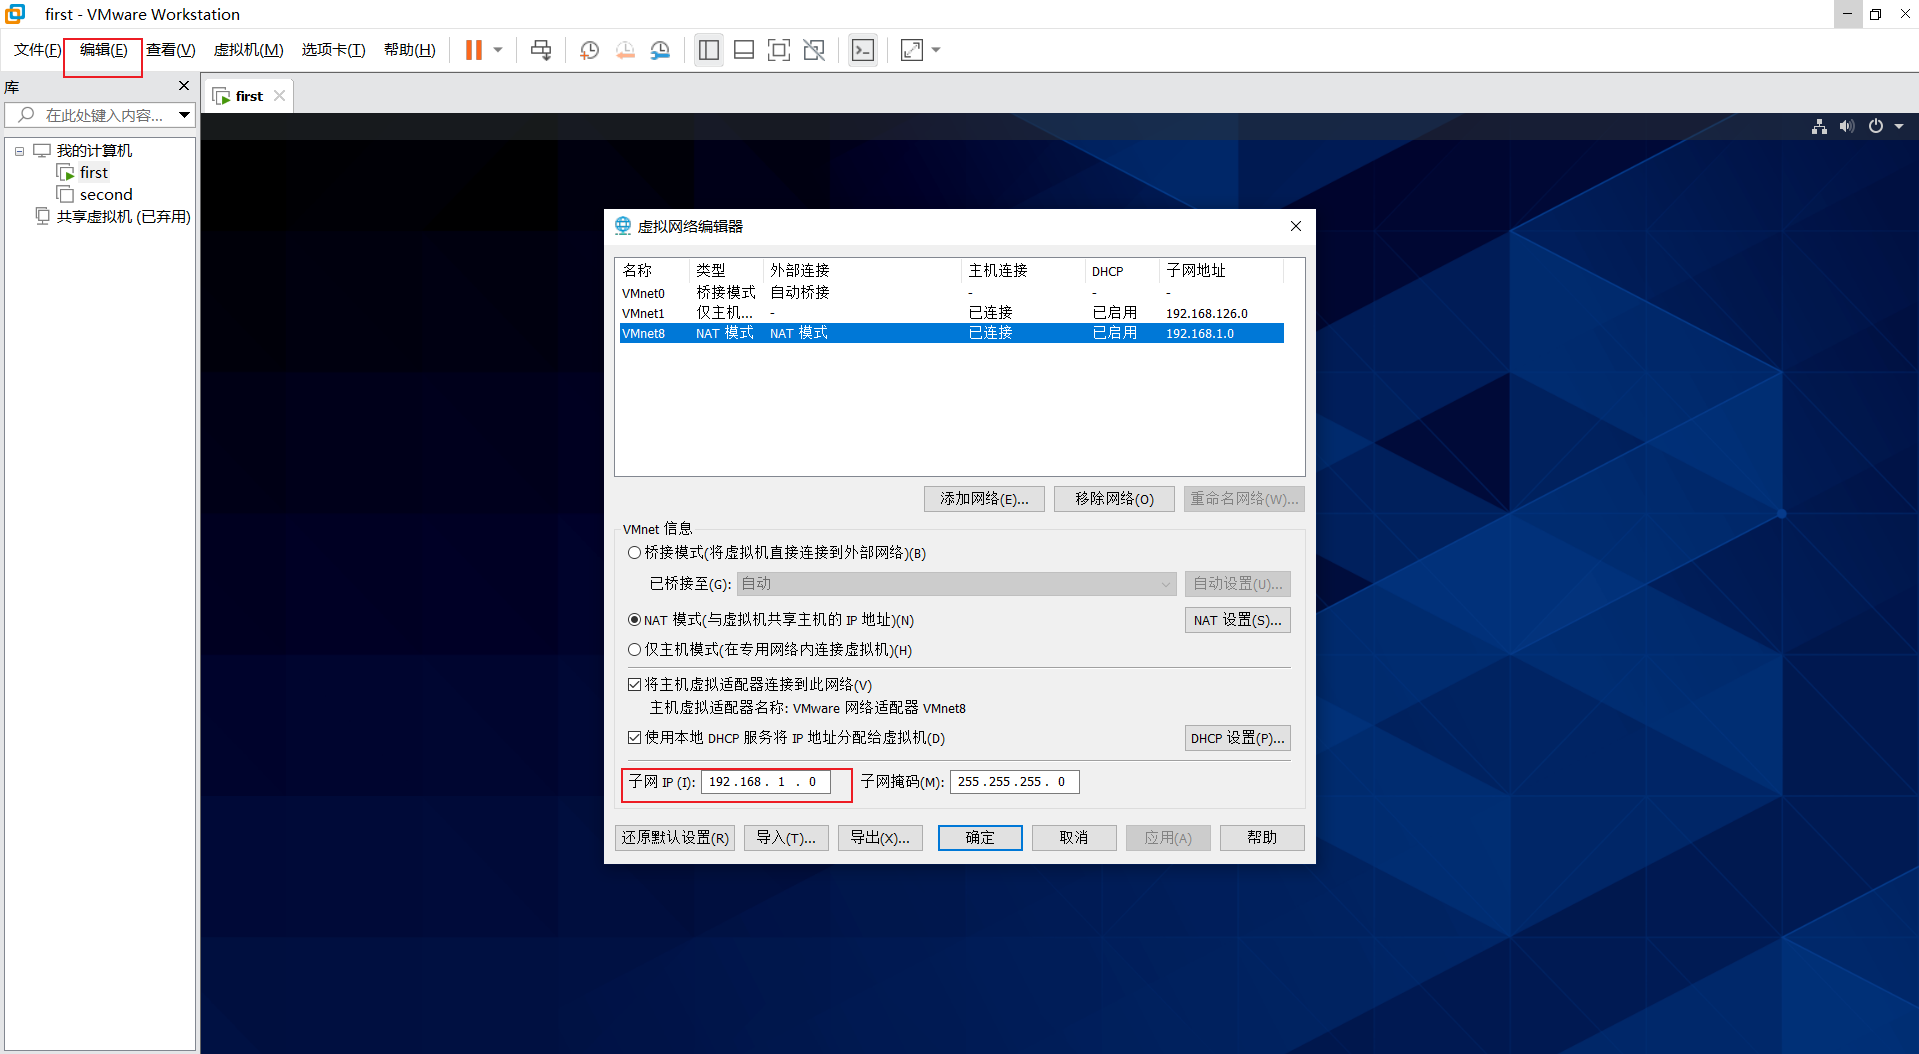 first - VMware Workstation
文件(F) 编辑(E) 查看(V) 虚拟机(M) 选项卡(T) 帮助(H)
库
first
在此处键入内容...
我的计算机
first
second
共享虚拟机 (已弃用)
虚拟网络编辑器
名称 类型 外部连接 主机连接 DHCP 子网地址
VMnet0 桥接模式 自动桥接 - - -
VMnet1 仅主机... - 已连接 已启用 192.168.126.0
VMnet8 NAT 模式 NAT 模式 已连接 已启用 192.168.1.0
添加网络(E)... 移除网络(O) 重命名网络(W)...
VMnet 信息
桥接模式(将虚拟机直接连接到外部网络)(B)
已桥接至(G): 自动 自动设置(U)...
NAT 模式(与虚拟机共享主机的 IP 地址)(N) NAT 设置(S)...
仅主机模式(在专用网络内连接虚拟机)(H)
将主机虚拟适配器连接到此网络(V)
主机虚拟适配器名称: VMware 网络适配器 VMnet8
使用本地 DHCP 服务将 IP 地址分配给虚拟机(D) DHCP 设置(P)...
子网 IP (I): 192.168. 1 . 0 子网掩码(M): 255.255.255. 0
还原默认设置(R) 导入(T)... 导出(X)... 确定 取消 应用(A) 帮助